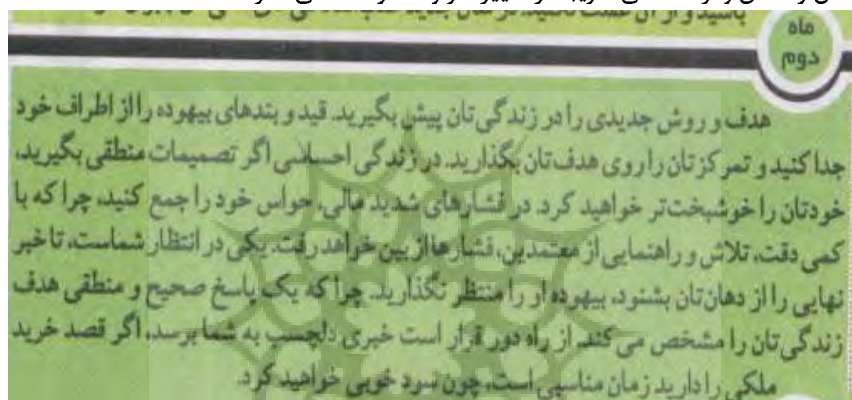 ماه
دوم
هدف و روش جدیدی را در زندگی‌تان پیش بگیرید. قید و بندهای بیهوده را از اطراف خود
جدا کنید و تمرکزتان را روی هدف‌تان بگذارید. در زندگی احساسی اگر تصمیمات منطقی بگیرید،
خودتان را خوشبخت‌تر خواهید کرد. در فشارهای شدید مالی، حواس خود را جمع کنید، چرا که با
کمی دقت، تلاش و راهنمایی از معتمدین، فشارها از بین خواهد رفت. یکی در انتظار شماست، تا خبر
نهایی را از دهان‌تان بشنود، بیهوده او را منتظر نگذارید. چرا که یک پاسخ صحیح و منطقی هدف
زندگی‌تان را مشخص می‌کند. از راه دور قرار است خبری دلچسب به شما برسد. اگر قصد خرید
ملکی را دارید زمان مناسبی است، چون سود خوبی خواهید کرد.